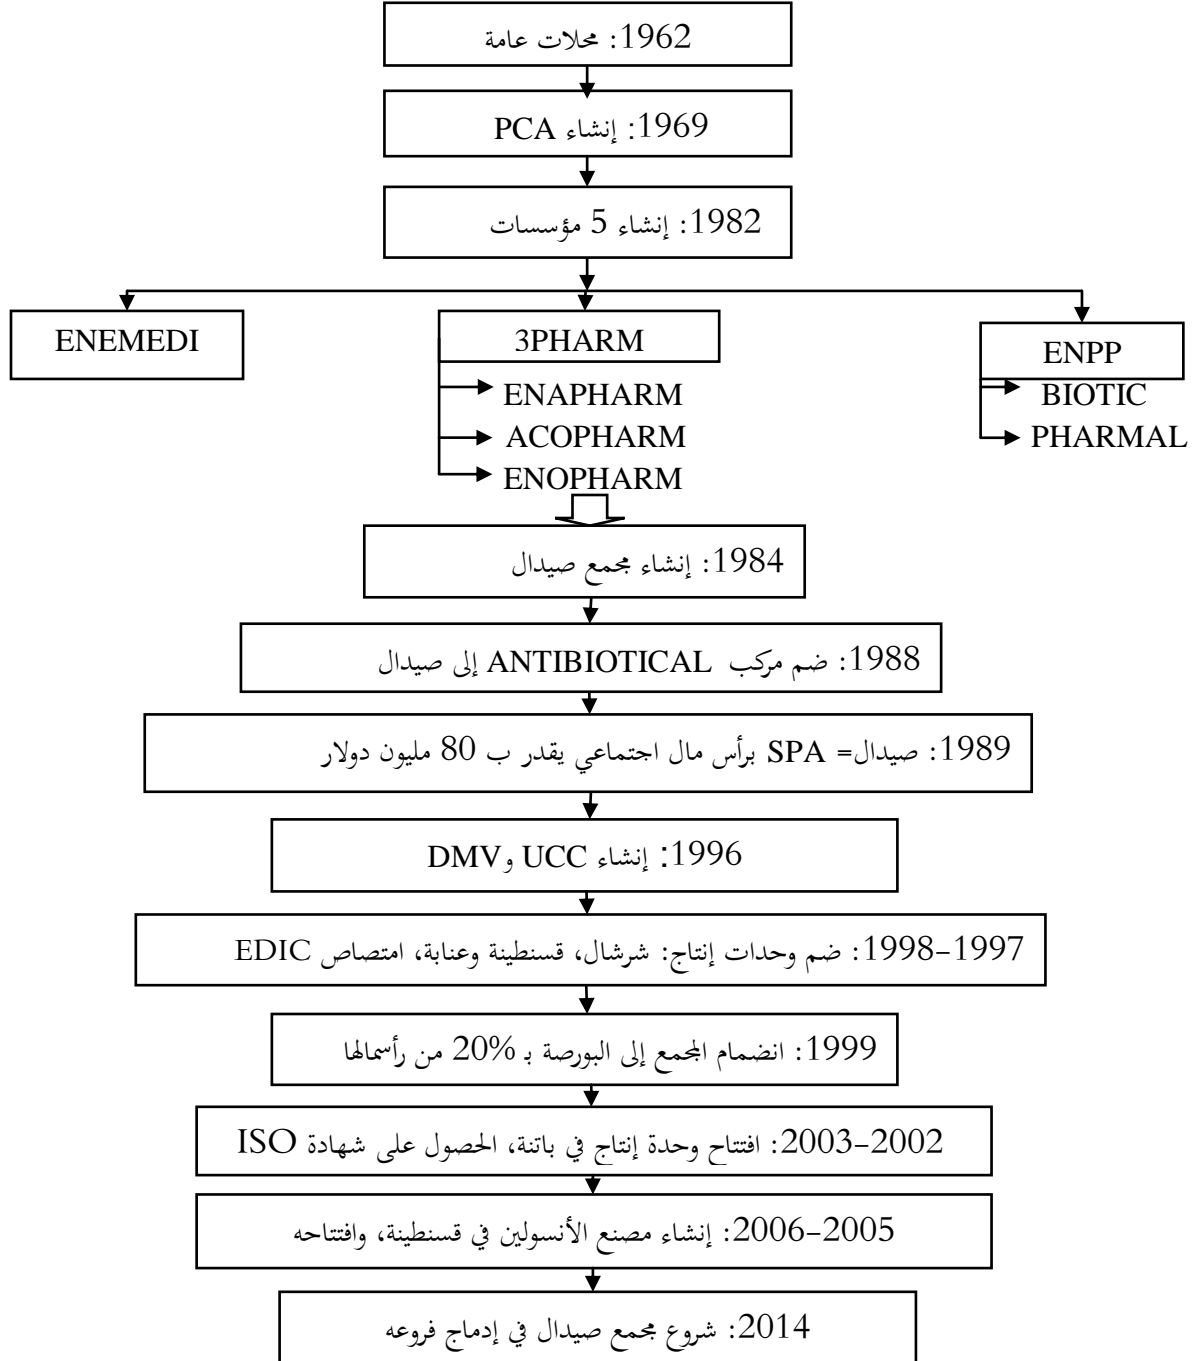 1962: محلات عامة
1969: إنشاء PCA
1982: إنشاء 5 مؤسسات
ENEMEDI
3PHARM
ENAPHARM
ACOPHARM
ENOPHARM
ENPP
BIOTIC
PHARMAL
1984: إنشاء مجمع صيدال
1988: ضم مركب ANTIBIOTICAL إلى صيدال
1989: صيدال= SPA برأس مال اجتماعي يقدر ب 80 مليون دولار
1996: إنشاء UCC وDMV
1997-1998: ضم وحدات إنتاج: شرشال، قسنطينة وعنابة، امتصاص EDIC
1999: انضمام المجمع إلى البورصة بـ 20% من رأسمالها
2002-2003: افتتاح وحدة إنتاج في باتنة، الحصول على شهادة ISO
2005-2006: إنشاء مصنع الأنسولين في قسنطينة، وافتتاحه
2014: شروع مجمع صيدال في إدماج فروعه